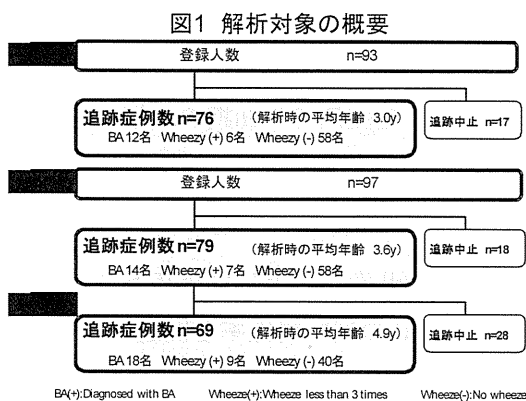 図1 解析対象の概要
登録人数 n=93
追跡症例数 n=76 (解析時の平均年齢 3.0y)
BA 12名 Wheezy (+) 6名 Wheezy (-) 58名
追跡中止 n=17
登録人数 n=97
追跡症例数 n=79 (解析時の平均年齢 3.6y)
BA 14名 Wheezy (+) 7名 Wheezy (-) 58名
追跡中止 n=18
追跡症例数 n=69 (解析時の平均年齢 4.9y)
BA 18名 Wheezy (+) 9名 Wheezy (-) 40名
追跡中止 n=28
BA(+):Diagnosed with BA Wheeze(+):Wheeze less than 3 times Wheeze(-):No wheeze